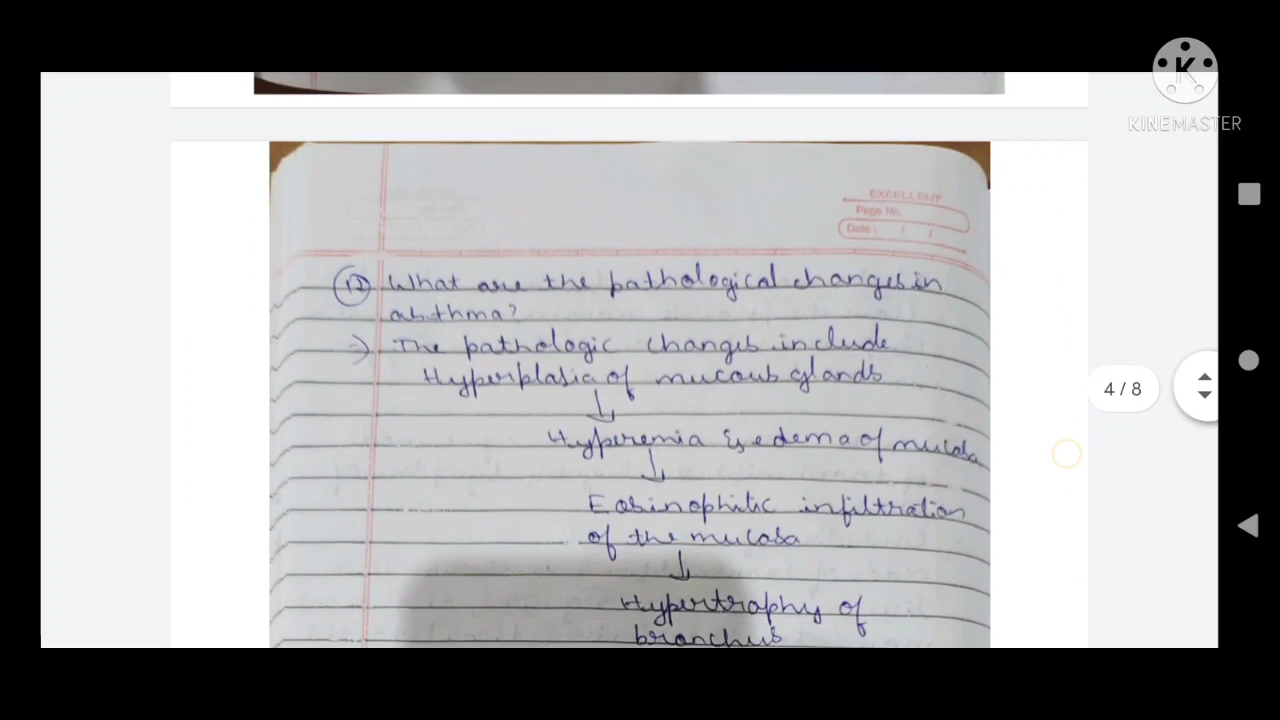 KINEMASTER
EXCELLENT
Page No.
Date : / /
12 What are the pathological changes in
asthma?
→ The pathologic changes include
Hyperplasia of mucous glands
↓
Hyperemia & edema of mucosa
↓
Eosinophilic infiltration
of the mucosa
↓
Hypertrophy of
bronchus
4 / 8